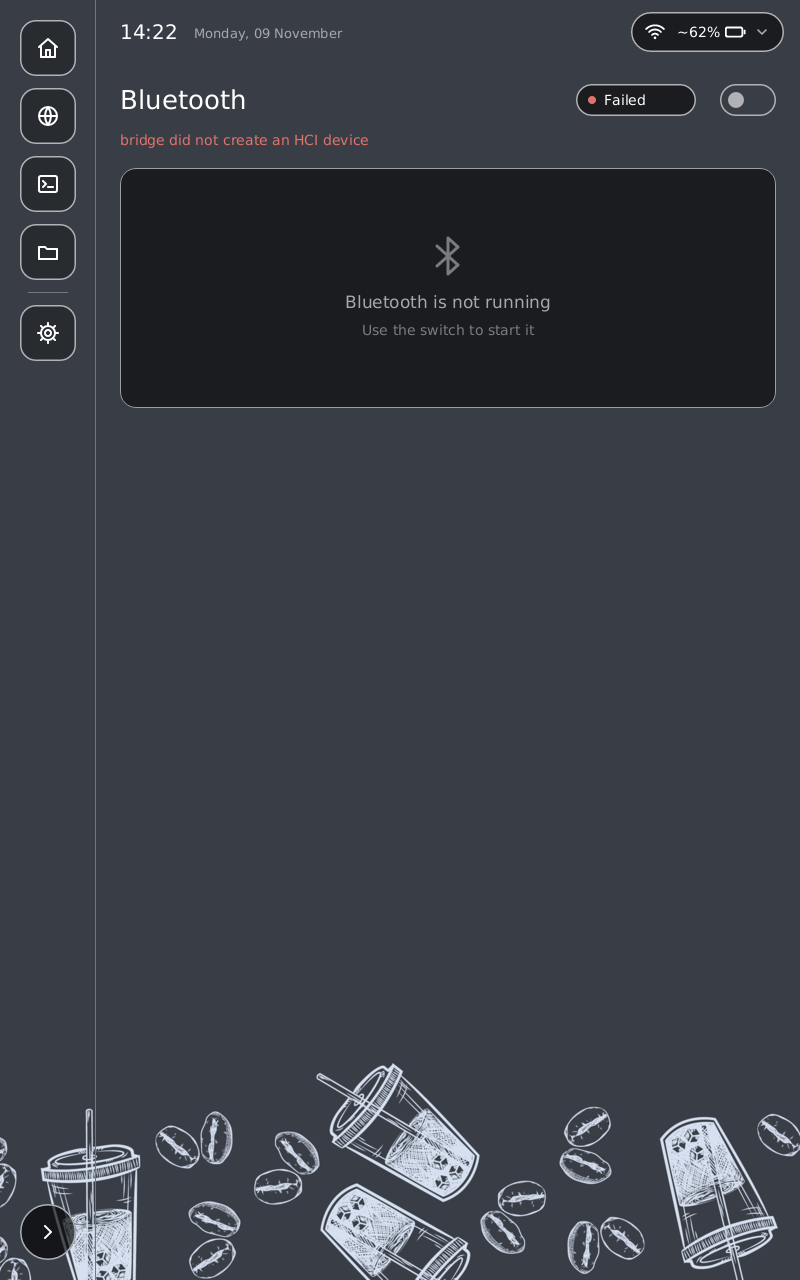 14:22 Monday, 09 November ~62%
Bluetooth Failed
bridge did not create an HCI device
Bluetooth is not running
Use the switch to start it